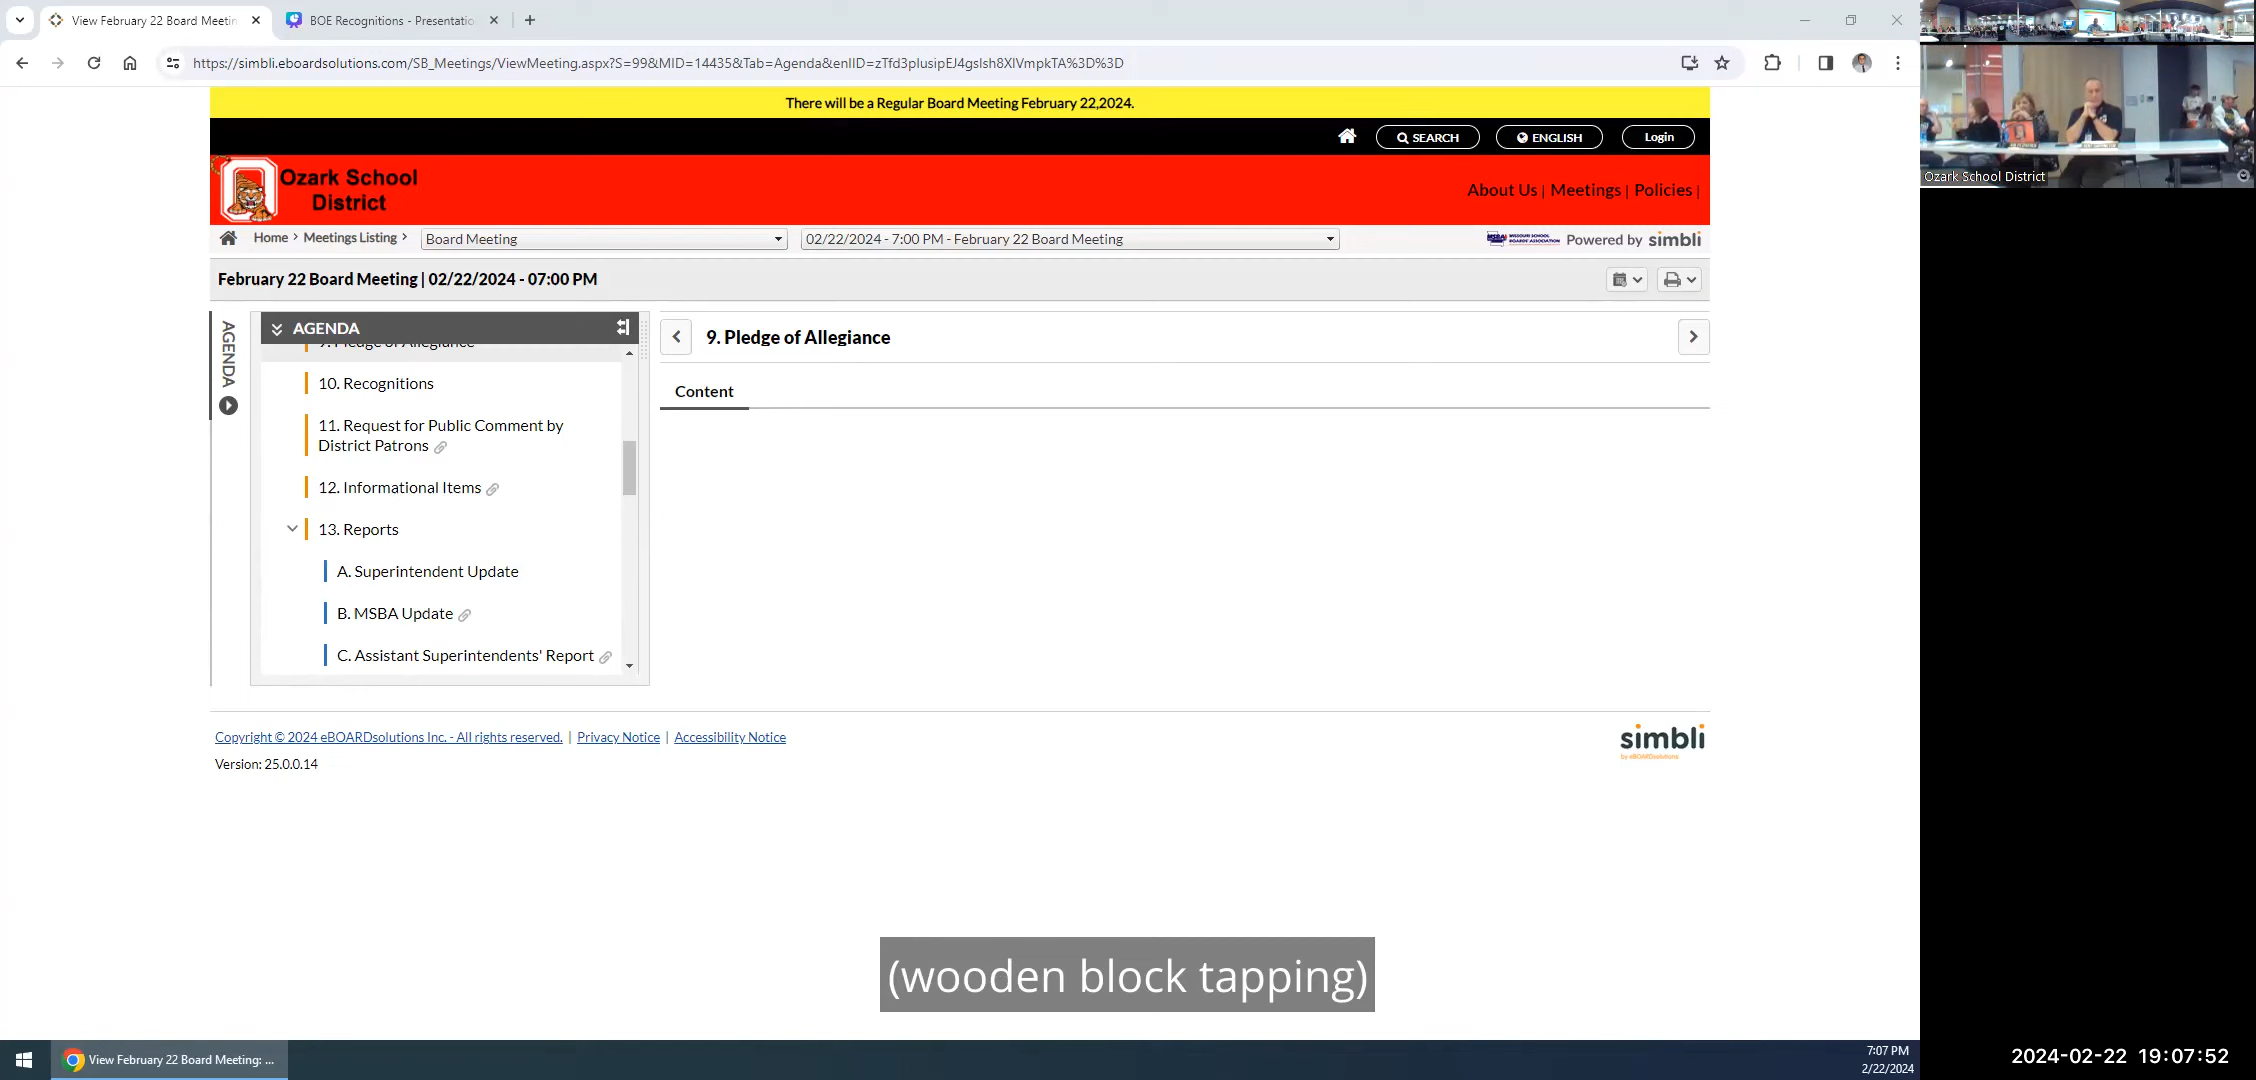 View February 22 Board Meetin
BOE Recognitions - Presentatio
https://simbli.eboardsolutions.com/SB_Meetings/ViewMeeting.aspx?S=99&MID=14435&Tab=Agenda&enIID=zTfd3plusipEJ4gslsh8XlVmpkTA%3D%3D
There will be a Regular Board Meeting February 22,2024.
SEARCH
ENGLISH
Login
Ozark School
District
About Us | Meetings | Policies |
Home > Meetings Listing >
Board Meeting
02/22/2024 - 7:00 PM - February 22 Board Meeting
Powered by simbli
February 22 Board Meeting | 02/22/2024 - 07:00 PM
AGENDA
AGENDA
9. Pledge of Allegiance
10. Recognitions
11. Request for Public Comment by
District Patrons
12. Informational Items
13. Reports
A. Superintendent Update
B. MSBA Update
C. Assistant Superintendents' Report
9. Pledge of Allegiance
Content
Copyright © 2024 eBOARDsolutions Inc. - All rights reserved. | Privacy Notice | Accessibility Notice
Version: 25.0.0.14
simbli
by eBOARDsolutions
(wooden block tapping)
View February 22 Board Meeting: ...
7:07 PM
2/22/2024
Ozark School District
2024-02-22 19:07:52